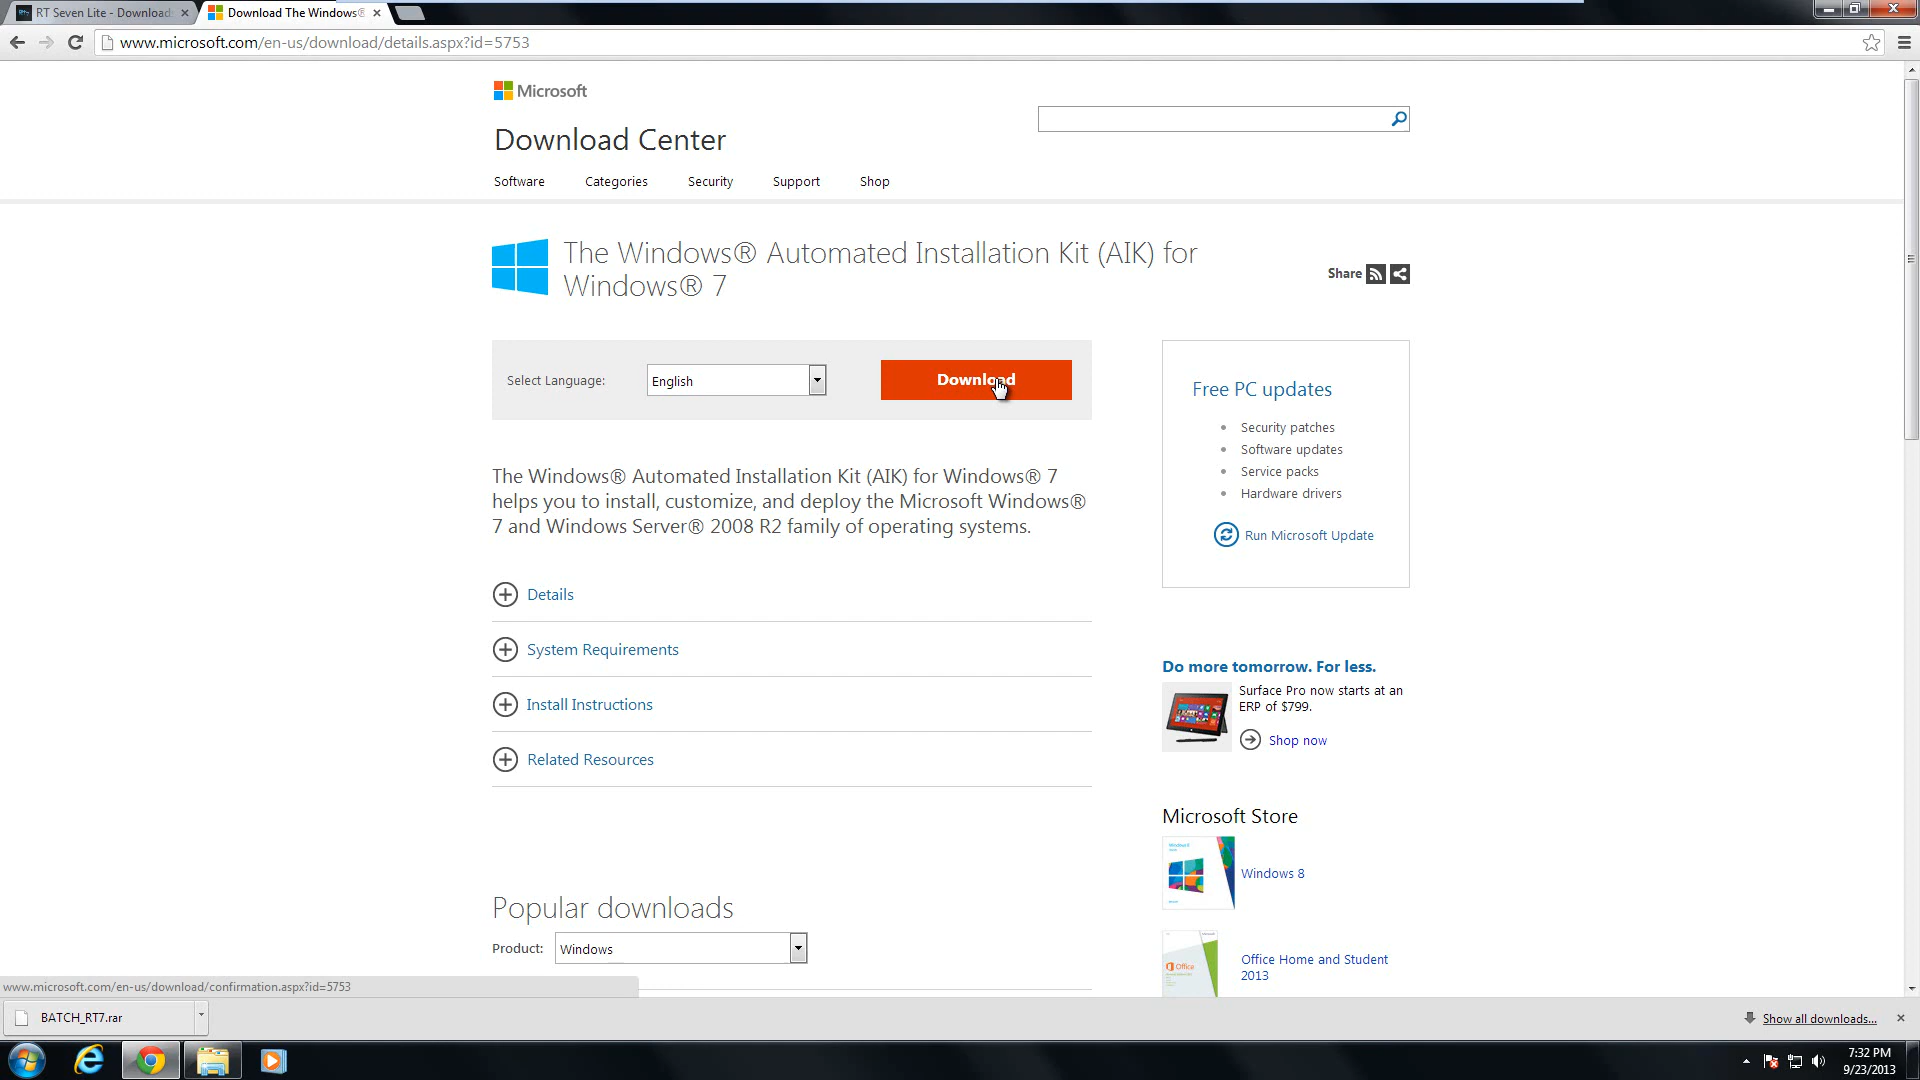 RT Seven Lite - Downloads
Download The Windows®
www.microsoft.com/en-us/download/details.aspx?id=5753
Microsoft
Download Center
Software Categories Security Support Shop
The Windows® Automated Installation Kit (AIK) for
Windows® 7
Share
Select Language:
English
Download
The Windows® Automated Installation Kit (AIK) for Windows® 7
helps you to install, customize, and deploy the Microsoft Windows®
7 and Windows Server® 2008 R2 family of operating systems.
Details
System Requirements
Install Instructions
Related Resources
Free PC updates
• Security patches
• Software updates
• Service packs
• Hardware drivers
Run Microsoft Update
Do more tomorrow. For less.
Surface Pro now starts at an
ERP of $799.
Shop now
Microsoft Store
Windows 8
Office
Office Home and Student
2013
Popular downloads
Product:
Windows
www.microsoft.com/en-us/download/confirmation.aspx?id=5753
BATCH_RT7.rar
Show all downloads...
7:32 PM
9/23/2013